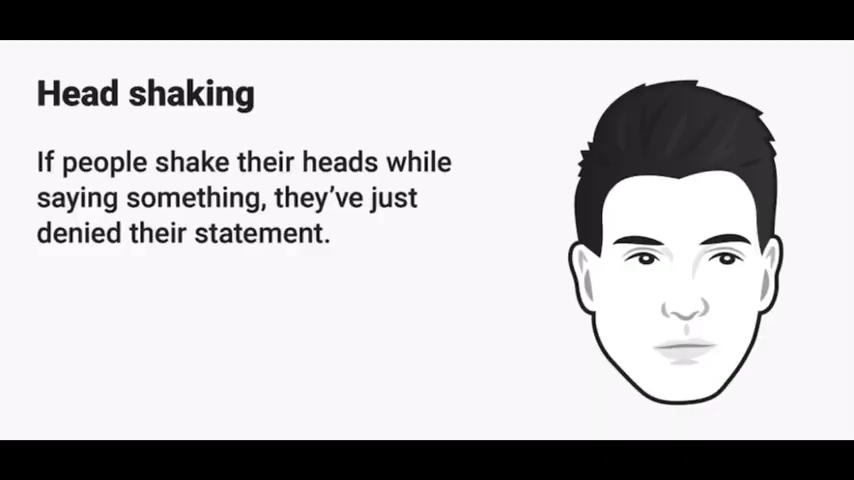 Head shaking
If people shake their heads while
saying something, they’ve just
denied their statement.